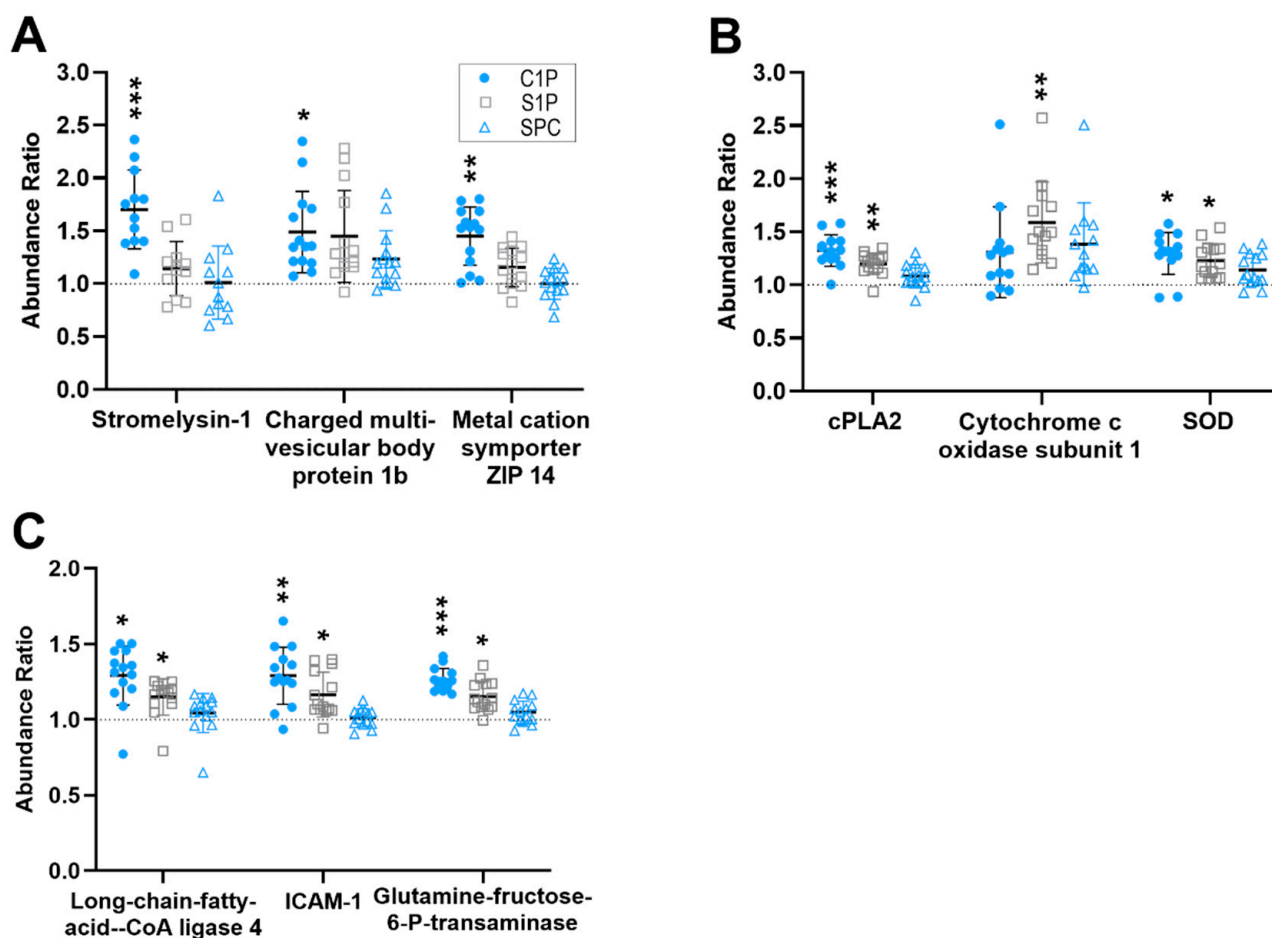 A
3.0
2.5
2.0
1.5
1.0
0.5
0.0
Abundance Ratio
***
*
**
C1P
S1P
SPC
Stromelysin-1
Charged multi-
vesicular body
protein 1b
Metal cation
symporter
ZIP 14
B
3.0
2.5
2.0
1.5
1.0
0.5
0.0
Abundance Ratio
***
**
**
*
*
cPLA2
Cytochrome c
oxidase subunit 1
SOD
C
2.0
1.5
1.0
0.5
0.0
Abundance Ratio
*
*
**
*
***
*
Long-chain-fatty-
acid--CoA ligase 4
ICAM-1
Glutamine-fructose-
6-P-transaminase